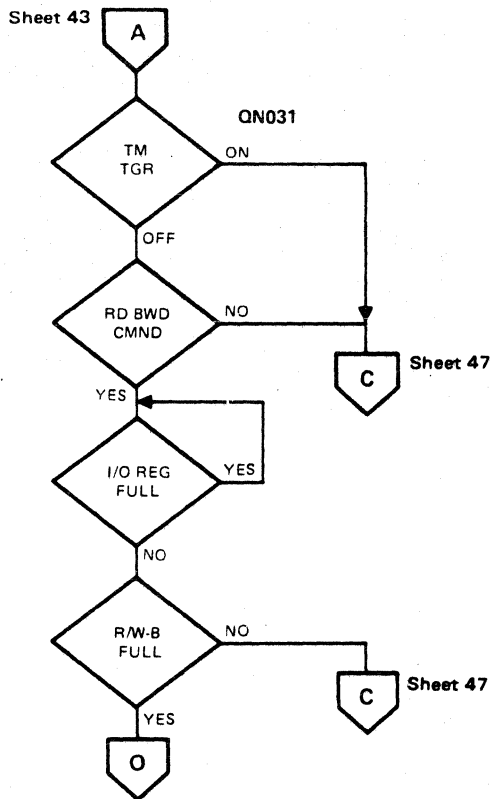 Sheet 43
A
QN031
TM
TGR
ON
OFF
RD BWD
CMND
NO
YES
C
Sheet 47
I/O REG
FULL
YES
NO
R/W-B
FULL
NO
C
Sheet 47
YES
O